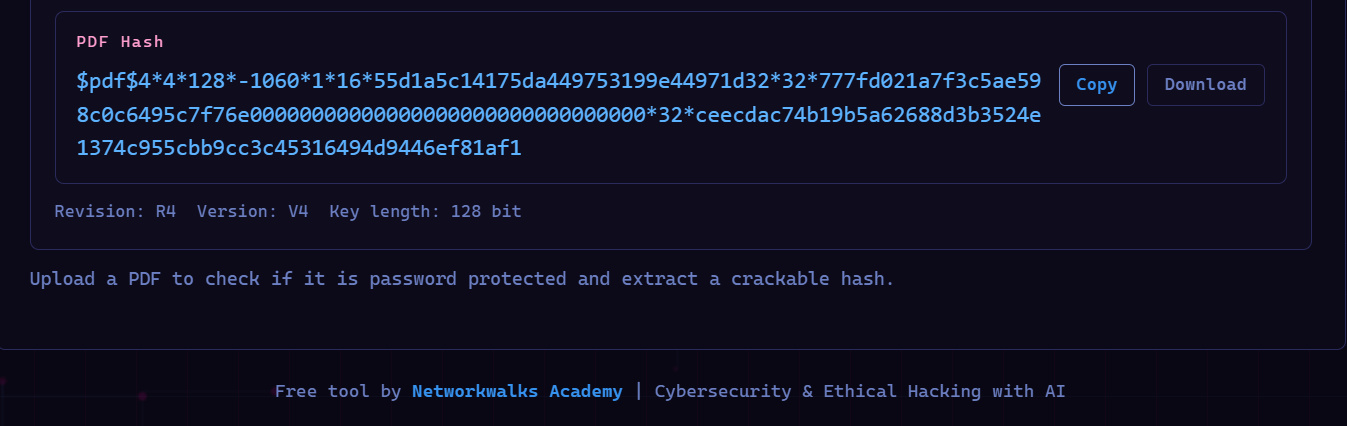 PDF Hash
$pdf$4*4*128*-1060*1*16*55d1a5c14175da449753199e44971d32*32*777fd021a7f3c5ae59
8c0c6495c7f76e00000000000000000000000000000000*32*ceecdac74b19b5a62688d3b3524e
1374c955cbb9cc3c45316494d9446ef81af1
Copy
Download
Revision: R4 Version: V4 Key length: 128 bit
Upload a PDF to check if it is password protected and extract a crackable hash.
Free tool by Networkwalks Academy | Cybersecurity & Ethical Hacking with AI